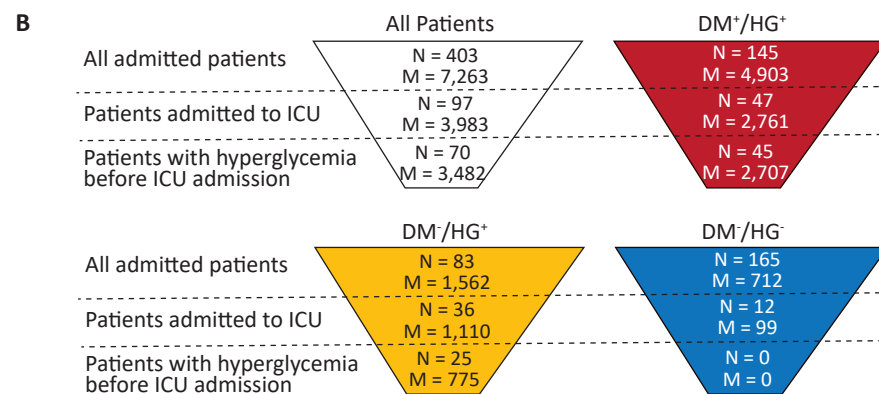 B
All Patients
DM⁺/HG⁺
All admitted patients
N = 403
M = 7,263
N = 145
M = 4,903
Patients admitted to ICU
N = 97
M = 3,983
N = 47
M = 2,761
Patients with hyperglycemia
before ICU admission
N = 70
M = 3,482
N = 45
M = 2,707
DM⁻/HG⁺
DM⁻/HG⁻
All admitted patients
N = 83
M = 1,562
N = 165
M = 712
Patients admitted to ICU
N = 36
M = 1,110
N = 12
M = 99
Patients with hyperglycemia
before ICU admission
N = 25
M = 775
N = 0
M = 0